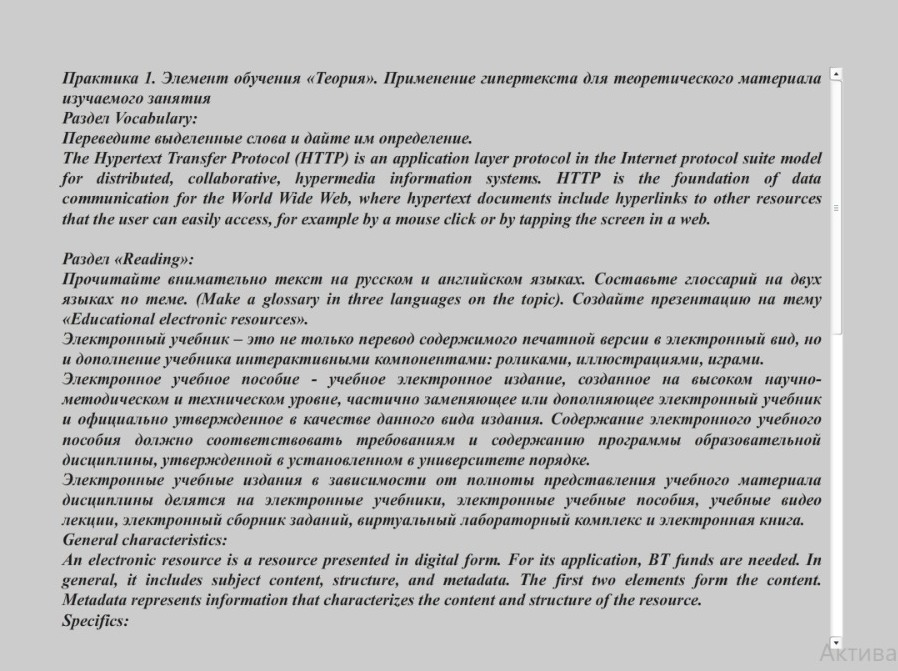 Практика 1. Элемент обучения «Теория». Применение гипертекста для теоретического материала
изучаемого занятия
Раздел Vocabulary:
Переведите выделенные слова и дайте им определение.
The Hypertext Transfer Protocol (HTTP) is an application layer protocol in the Internet protocol suite model
for distributed, collaborative, hypermedia information systems. HTTP is the foundation of data
communication for the World Wide Web, where hypertext documents include hyperlinks to other resources
that the user can easily access, for example by a mouse click or by tapping the screen in a web.
Раздел «Reading»:
Прочитайте внимательно текст на русском и английском языках. Составьте глоссарий на двух
языках по теме. (Make a glossary in three languages on the topic). Создайте презентацию на тему
«Educational electronic resources».
Электронный учебник – это не только перевод содержимого печатной версии в электронный вид, но
и дополнение учебника интерактивными компонентами: роликами, иллюстрациями, играми.
Электронное учебное пособие - учебное электронное издание, созданное на высоком научно-
методическом и техническом уровне, частично заменяющее или дополняющее электронный учебник
и официально утвержденное в качестве данного вида издания. Содержание электронного учебного
пособия должно соответствовать требованиям и содержанию программы образовательной
дисциплины, утвержденной в установленном в университете порядке.
Электронные учебные издания в зависимости от полноты представления учебного материала
дисциплины делятся на электронные учебники, электронные учебные пособия, учебные видео
лекции, электронный сборник заданий, виртуальный лабораторный комплекс и электронная книга.
General characteristics:
An electronic resource is a resource presented in digital form. For its application, BT funds are needed. In
general, it includes subject content, structure, and metadata. The first two elements form the content.
Metadata represents information that characterizes the content and structure of the resource.
Specifics:
Актива